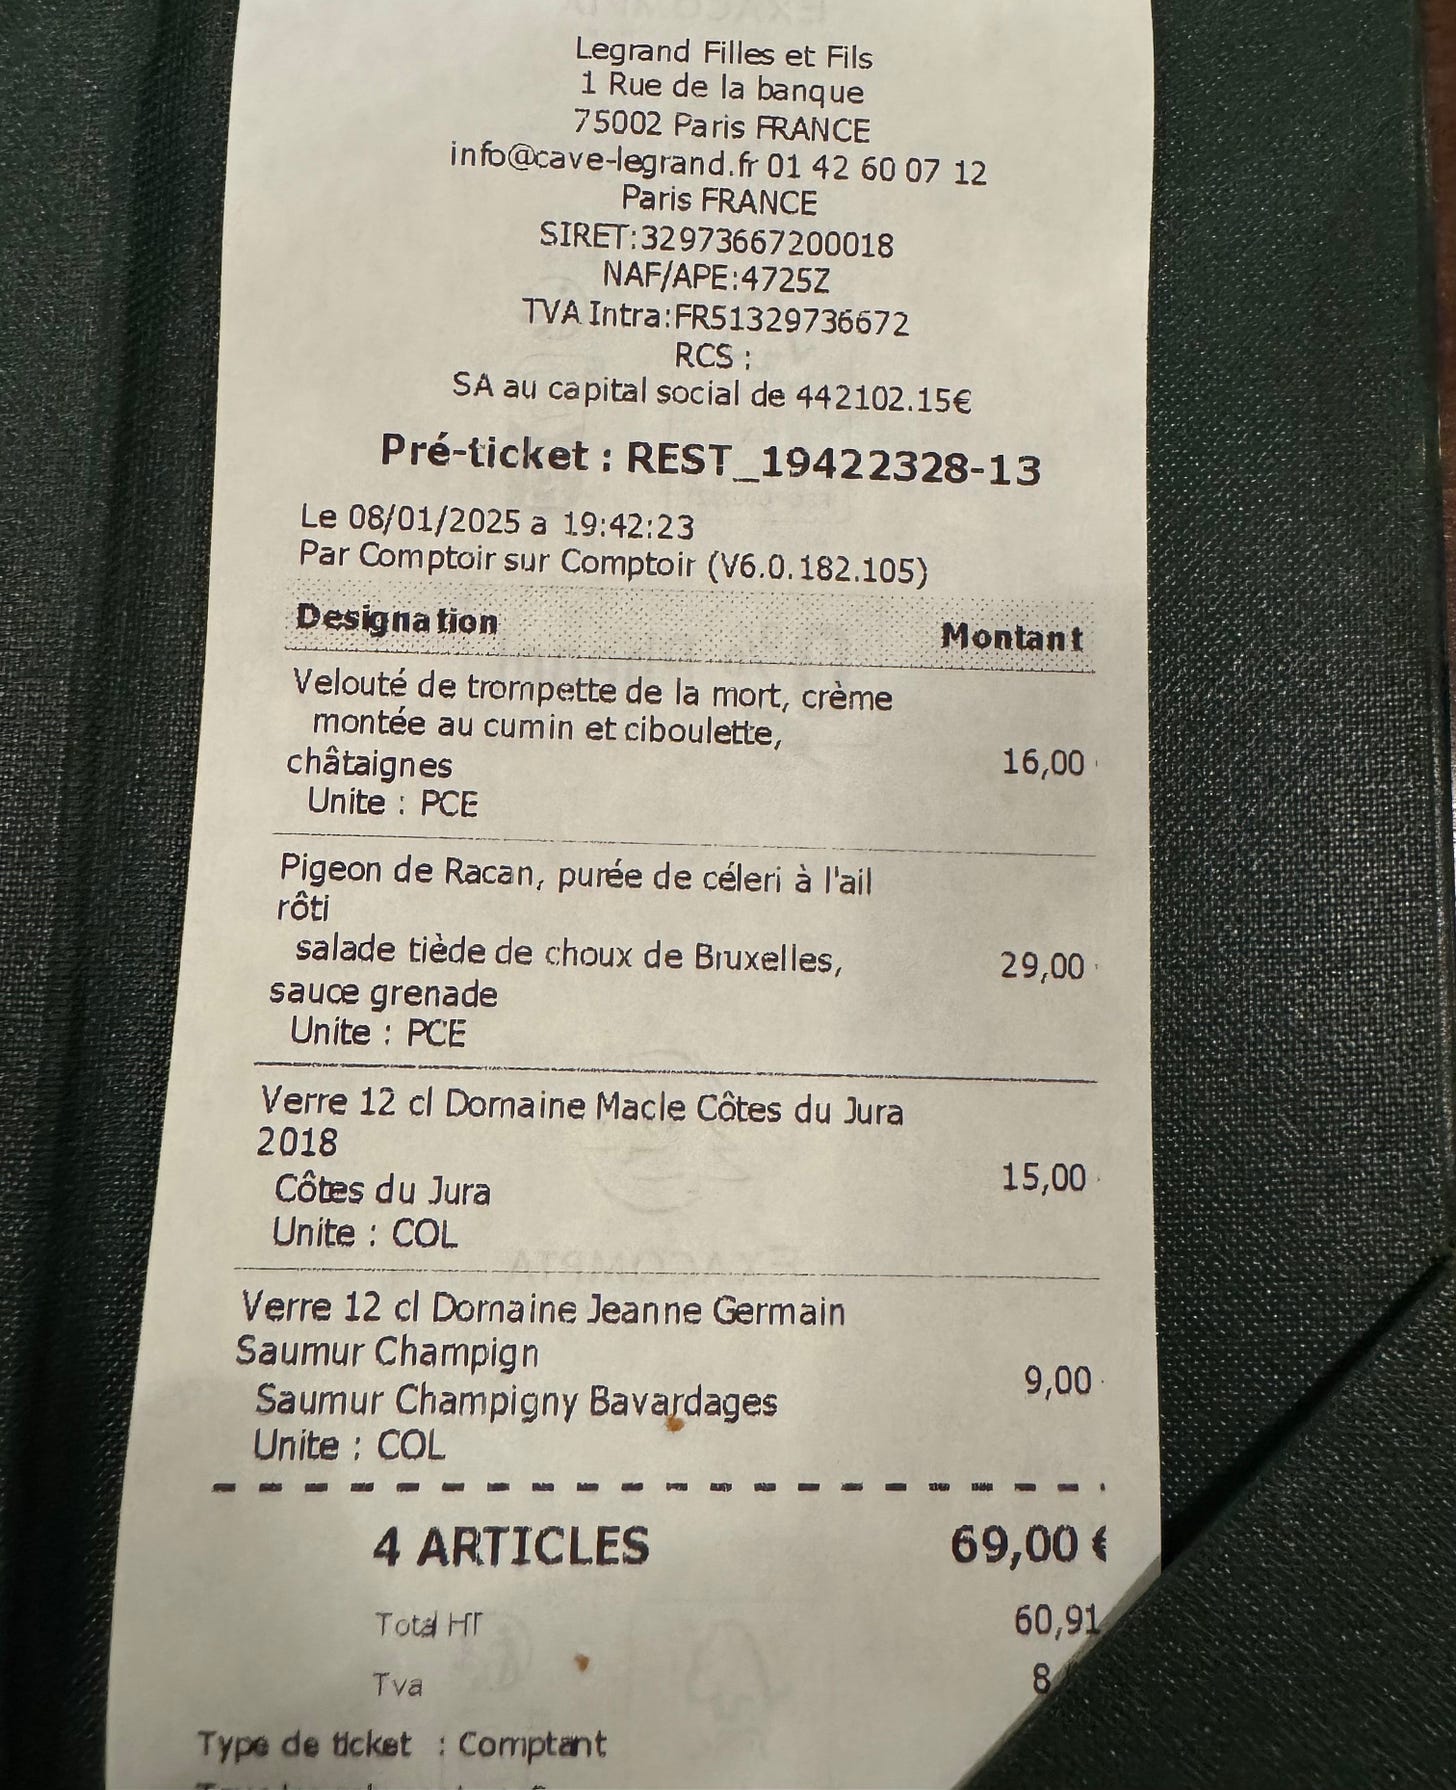 Legrand Filles et Fils
1 Rue de la banque
75002 Paris FRANCE
info@cave-legrand.fr 01 42 60 07 12
Paris FRANCE
SIRET:32973667200018
NAF/APE:4725Z
TVA Intra:FR51329736672
RCS :
SA au capital social de 442102.15€
Pré-ticket : REST_19422328-13
Le 08/01/2025 a 19:42:23
Par Comptoir sur Comptoir (V6.0.182.105)
Designation Montant
Velouté de trompette de la mort, crème
montée au cumin et ciboulette,
châtaignes 16,00
Unite : PCE
Pigeon de Racan, purée de céleri à l'ail
rôti
salade tiède de choux de Bruxelles, 29,00
sauce grenade
Unite : PCE
Verre 12 cl Domaine Macle Côtes du Jura
2018
Côtes du Jura 15,00
Unite : COL
Verre 12 cl Domaine Jeanne Germain
Saumur Champign
Saumur Champigny Bavardages 9,00
Unite : COL
4 ARTICLES 69,00 €
Total HT 60,91
Tva 8
Type de ticket : Comptant